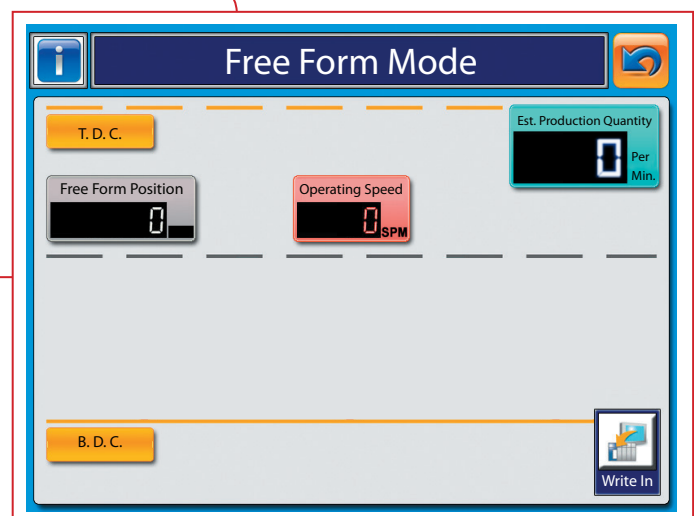 i
Free Form Mode
T. D. C.
Est. Production Quantity
0
Per
Min.
Free Form Position
0
Operating Speed
0 SPM
B. D. C.
Write In